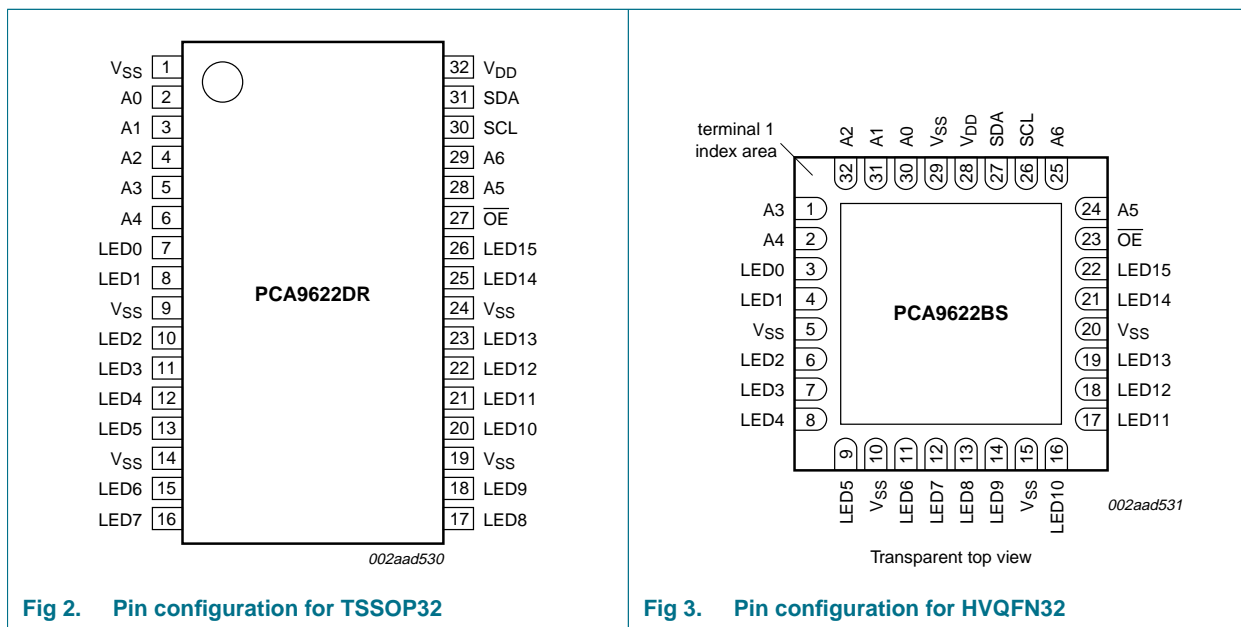 VSS 1
A0 2
A1 3
A2 4
A3 5
A4 6
LED0 7
LED1 8
VSS 9
LED2 10
LED3 11
LED4 12
LED5 13
VSS 14
LED6 15
LED7 16
PCA9622DR
32 VDD
31 SDA
30 SCL
29 A6
28 A5
27 OE
26 LED15
25 LED14
24 VSS
23 LED13
22 LED12
21 LED11
20 LED10
19 VSS
18 LED9
17 LED8
002aad530
Fig 2. Pin configuration for TSSOP32
terminal 1
index area
A2 32
A1 31
A0 30
VSS 29
VDD 28
SDA 27
SCL 26
A6 25
A3 1
A4 2
LED0 3
LED1 4
VSS 5
LED2 6
LED3 7
LED4 8
PCA9622BS
24 A5
23 OE
22 LED15
21 LED14
20 VSS
19 LED13
18 LED12
17 LED11
LED5 9
VSS 10
LED6 11
LED7 12
LED8 13
LED9 14
VSS 15
LED10 16
002aad531
Transparent top view
Fig 3. Pin configuration for HVQFN32